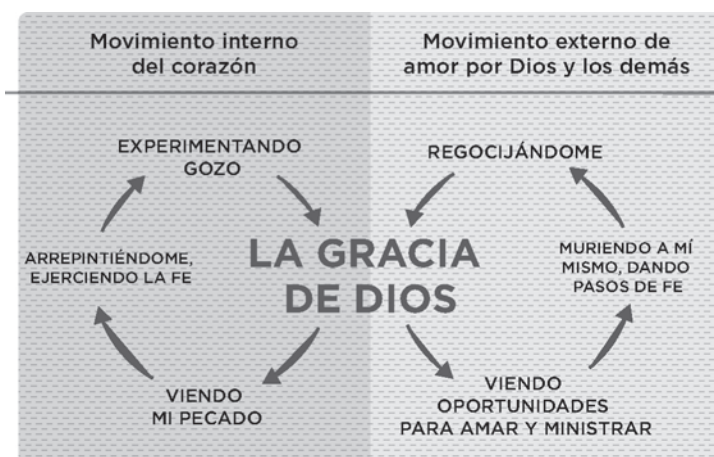 Movimiento interno
del corazón
Movimiento externo de
amor por Dios y los demás
EXPERIMENTANDO
GOZO
REGOCIJÁNDOME
ARREPINTIÉNDOME,
EJERCIENDO LA FE
LA GRACIA
DE DIOS
MURIENDO A MÍ
MISMO, DANDO
PASOS DE FE
VIENDO
MI PECADO
VIENDO
OPORTUNIDADES
PARA AMAR Y MINISTRAR